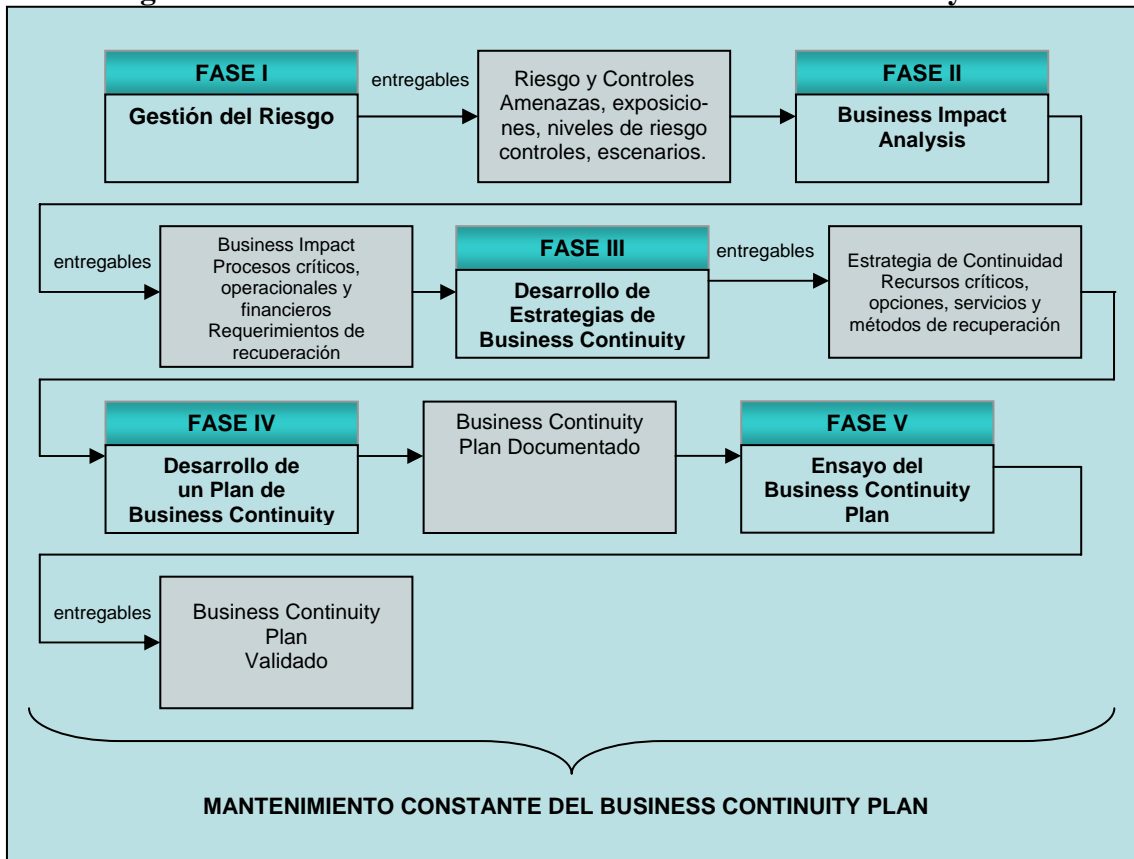 FASE I
Gestión del Riesgo
entregables
Riesgo y Controles
Amenazas, exposicio-
nes, niveles de riesgo
controles, escenarios.
FASE II
Business Impact
Analysis
entregables
Business Impact
Procesos críticos,
operacionales y
financieros
Requerimientos de
recuperación
FASE III
Desarrollo de
Estrategias de
Business Continuity
entregables
Estrategia de Continuidad
Recursos críticos,
opciones, servicios y
métodos de recuperación
FASE IV
Desarrollo de
un Plan de
Business Continuity
Business Continuity
Plan Documentado
FASE V
Ensayo del
Business Continuity
Plan
entregables
Business Continuity
Plan
Validado
MANTENIMIENTO CONSTANTE DEL BUSINESS CONTINUITY PLAN